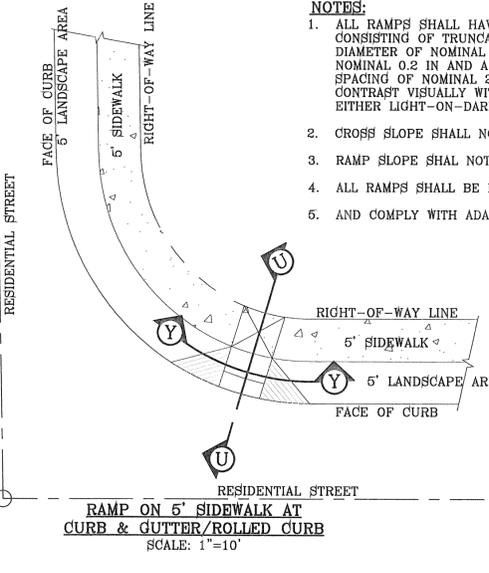 NOTES:
1. ALL RAMPS SHALL HAV
CONSISTING OF TRUNCA
DIAMETER OF NOMINAL
NOMINAL 0.2 IN AND A
SPACING OF NOMINAL 2
CONTRAST VISUALLY WI
EITHER LIGHT-ON-DAR
2. CROSS SLOPE SHALL NO
3. RAMP SLOPE SHAL NOT
4. ALL RAMPS SHALL BE
5. AND COMPLY WITH ADA
FACE OF CURB
5' LANDSCAPE AREA
5' SIDEWALK
RIGHT-OF-WAY LINE
RESIDENTIAL STREET
U
Y
RIGHT-OF-WAY LINE
5' SIDEWALK
Y
5' LANDSCAPE AR
FACE OF CURB
U
RESIDENTIAL STREET
RAMP ON 5' SIDEWALK AT
CURB & GUTTER/ROLLED CURB
SCALE: 1"=10'